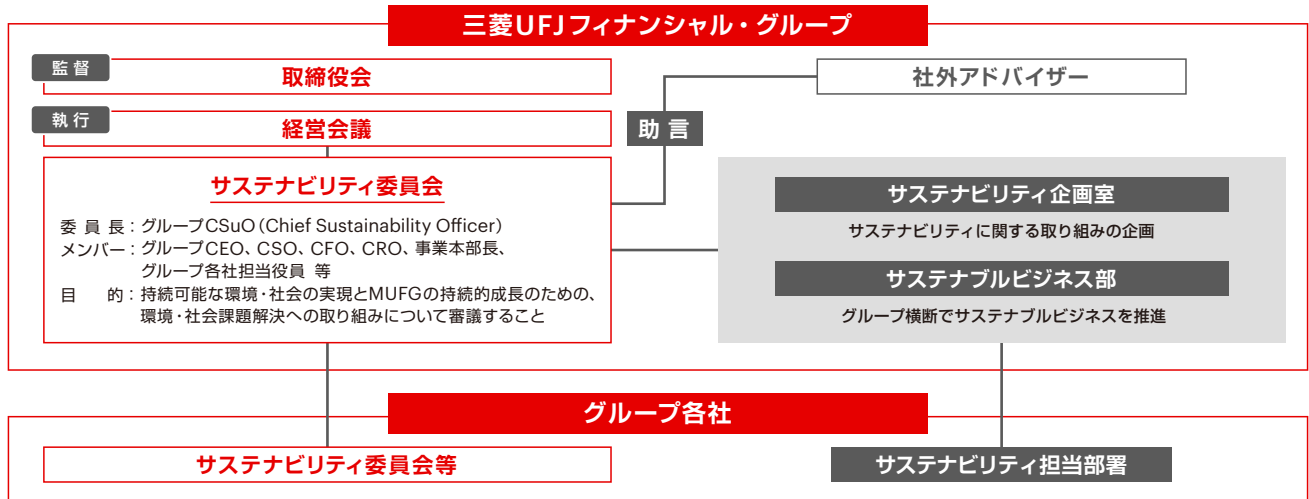 三菱UFJフィナンシャル・グループ
監督
取締役会
社外アドバイザー
執行
経営会議
助言
サステナビリティ委員会
委員長：グループCSuO（Chief Sustainability Officer）
メンバー：グループCEO、CSO、CFO、CRO、事業本部長、
グループ各社担当役員 等
目的：持続可能な環境・社会の実現とMUFGの持続的成長のための、
環境・社会課題解決への取り組みについて審議すること
サステナビリティ企画室
サステナビリティに関する取り組みの企画
サステナブルビジネス部
グループ横断でサステナブルビジネスを推進
グループ各社
サステナビリティ委員会等
サステナビリティ担当部署